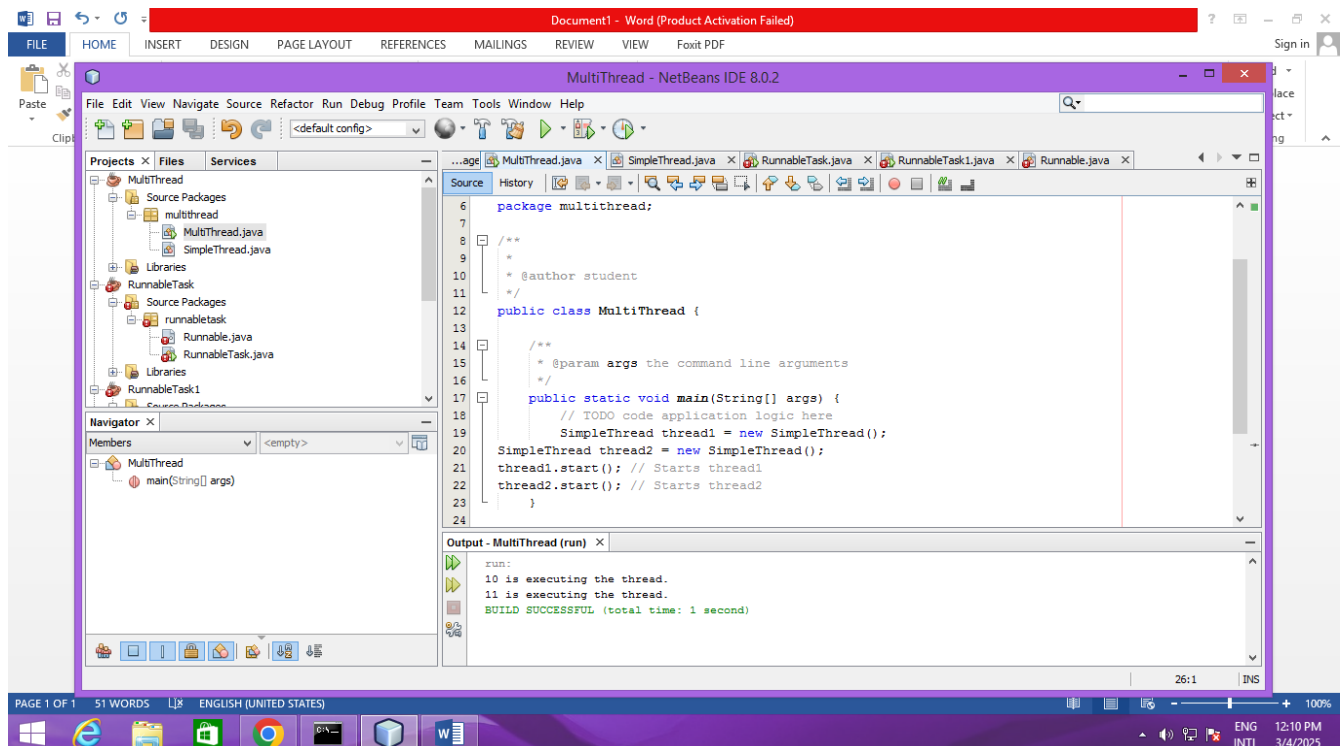 Document1 - Word (Product Activation Failed)
FILE HOME INSERT DESIGN PAGE LAYOUT REFERENCES MAILINGS REVIEW VIEW Foxit PDF Sign in
Paste
MultiThread - NetBeans IDE 8.0.2
File Edit View Navigate Source Refactor Run Debug Profile Team Tools Window Help
<default config>
Projects Files Services
MultiThread
Source Packages
multithread
MultiThread.java
SimpleThread.java
Libraries
RunnableTask
Source Packages
runnabletask
Runnable.java
RunnableTask.java
Libraries
RunnableTask1
Source Packages
Navigator
Members <empty>
MultiThread
main(String[] args)
...age MultiThread.java SimpleThread.java RunnableTask.java RunnableTask1.java Runnable.java
Source History
6 package multithread;
7
8 /**
9 *
10 * @author student
11 */
12 public class MultiThread {
13
14 /**
15 * @param args the command line arguments
16 */
17 public static void main(String[] args) {
18 // TODO code application logic here
19 SimpleThread thread1 = new SimpleThread();
20 SimpleThread thread2 = new SimpleThread();
21 thread1.start(); // Starts thread1
22 thread2.start(); // Starts thread2
23 }
24
Output - MultiThread (run)
run:
10 is executing the thread.
11 is executing the thread.
BUILD SUCCESSFUL (total time: 1 second)
26:1 INS
PAGE 1 OF 1 51 WORDS ENGLISH (UNITED STATES) 100%
ENG 12:10 PM
INTL 3/4/2025